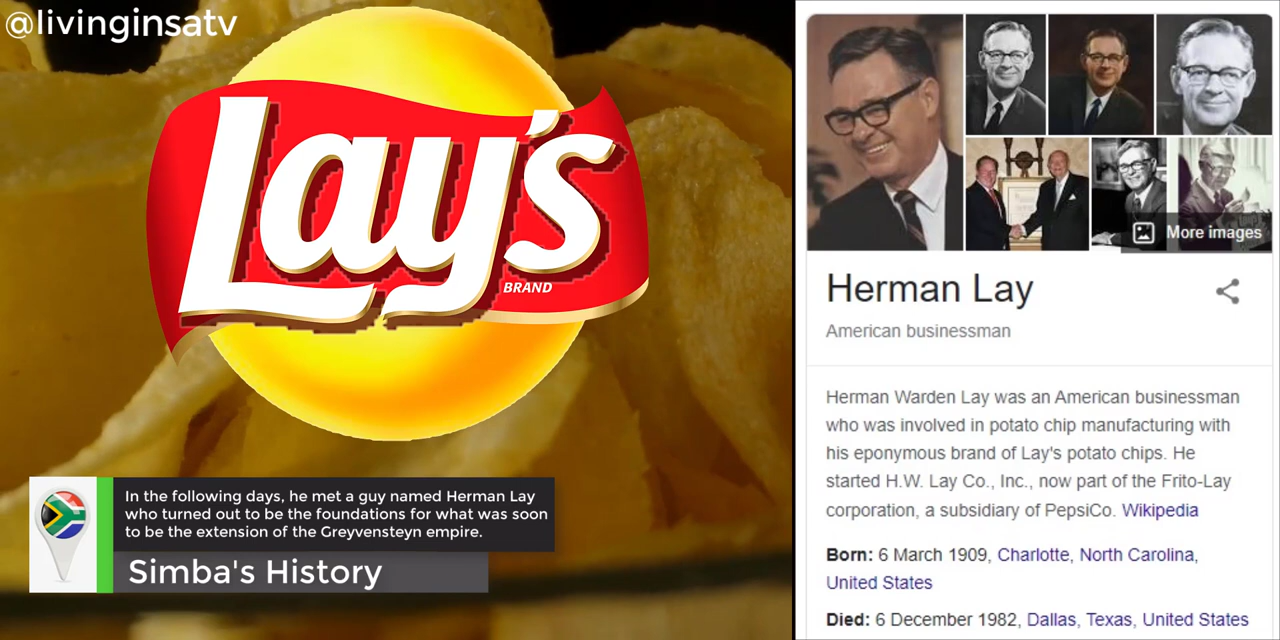 @livinginsatv
Lay's
BRAND
In the following days, he met a guy named Herman Lay
who turned out to be the foundations for what was soon
to be the extension of the Greyvensteyn empire.
Simba's History
More images
Herman Lay
American businessman
Herman Warden Lay was an American businessman
who was involved in potato chip manufacturing with
his eponymous brand of Lay's potato chips. He
started H.W. Lay Co., Inc., now part of the Frito-Lay
corporation, a subsidiary of PepsiCo. Wikipedia
Born: 6 March 1909, Charlotte, North Carolina,
United States
Died: 6 December 1982, Dallas, Texas, United States